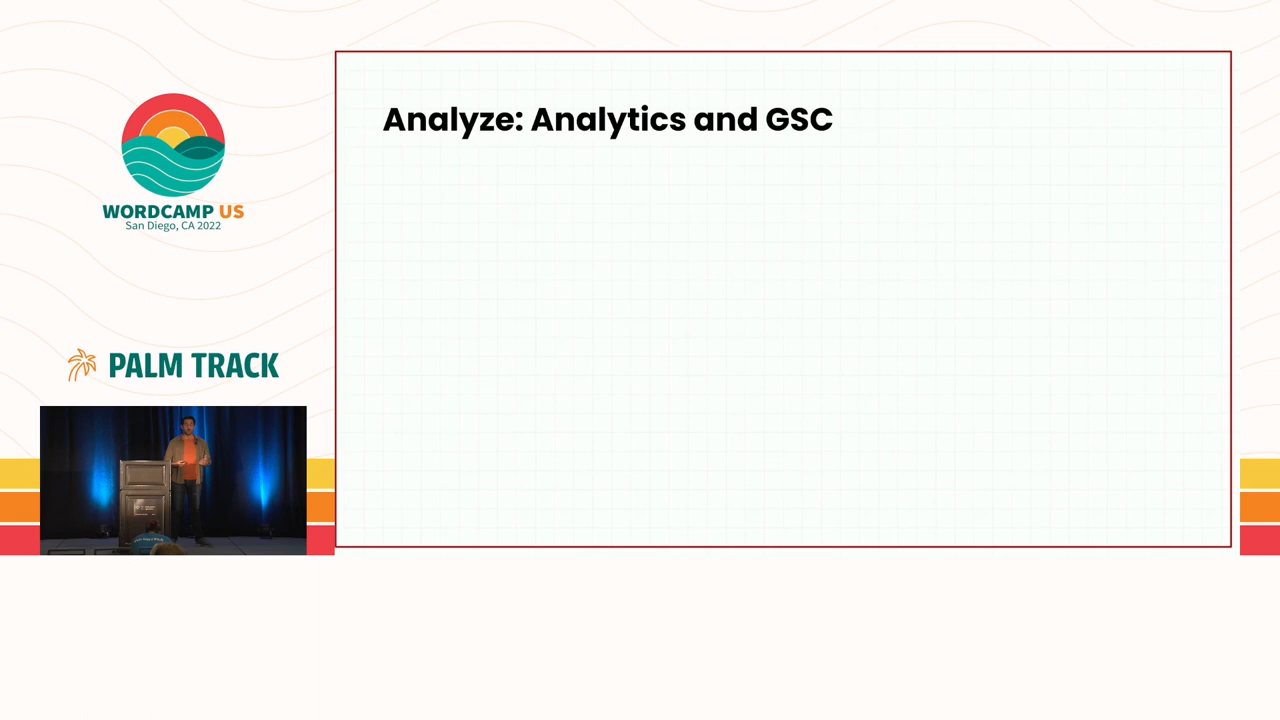 WORDCAMP US
San Diego, CA 2022
PALM TRACK
Analyze: Analytics and GSC